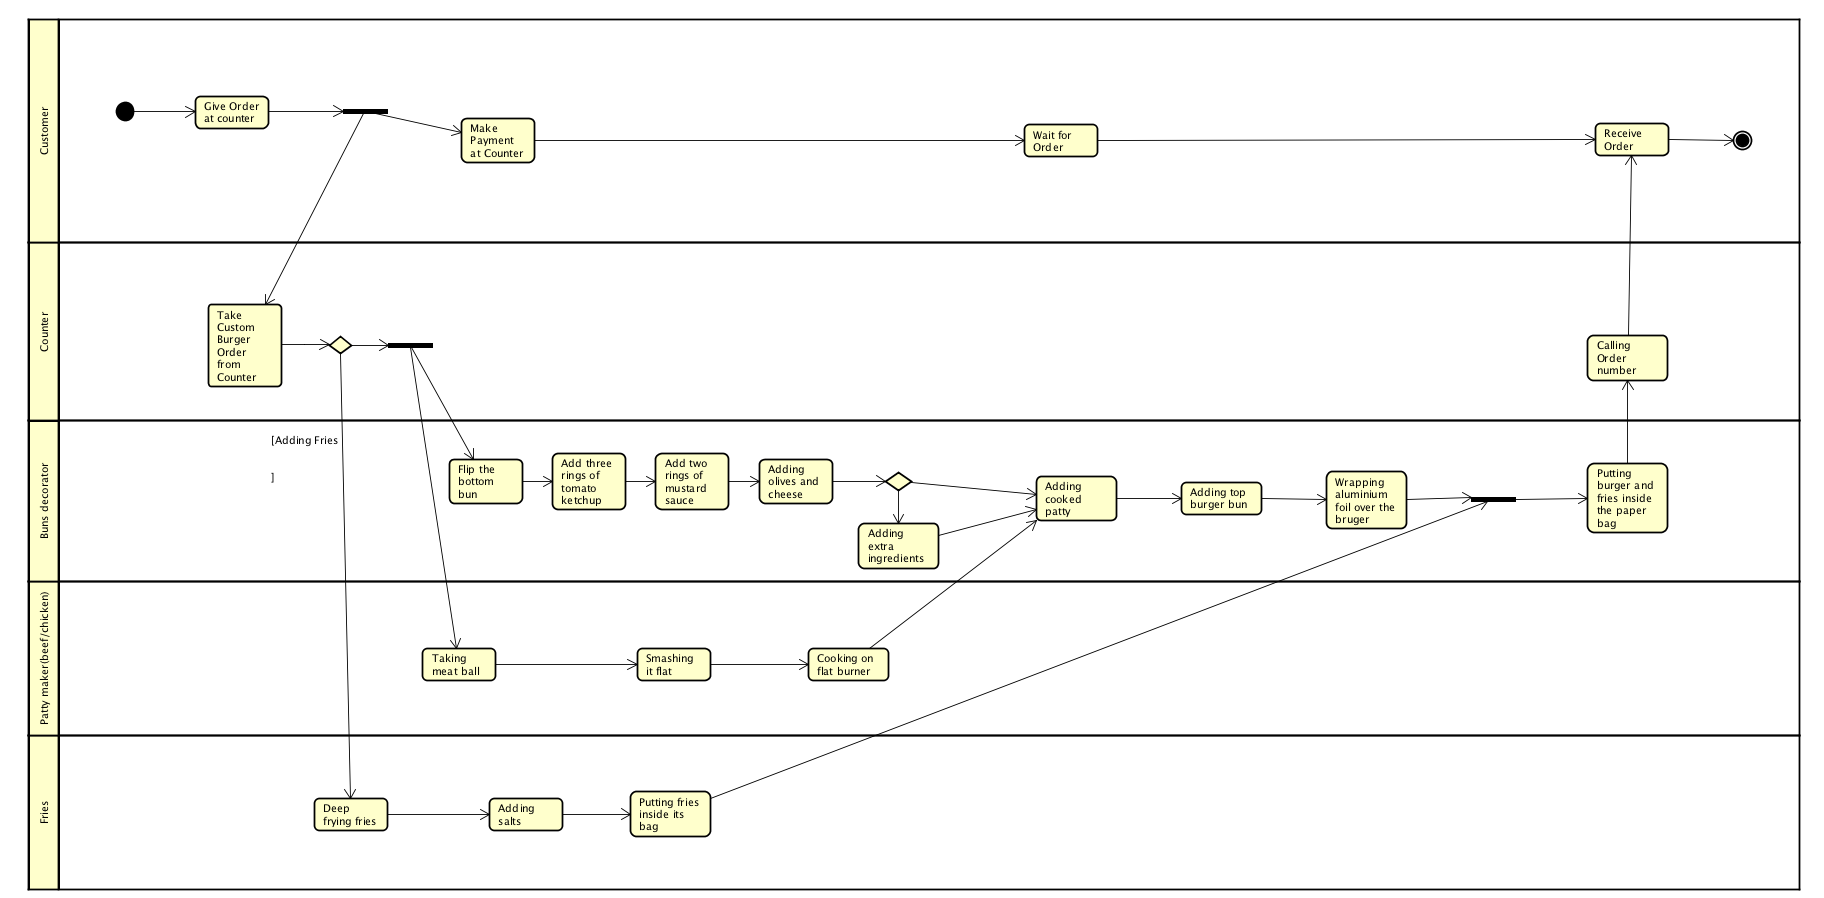 Customer
Give Order
at counter
Make
Payment
at Counter
Wait for
Order
Receive
Order
Counter
Take
Custom
Burger
Order
from
Counter
Calling
Order
number
Buns decorator
[Adding Fries
]
Flip the
bottom
bun
Add three
rings of
tomato
ketchup
Add two
rings of
mustard
sauce
Adding
olives and
cheese
Adding
extra
ingredients
Adding
cooked
patty
Adding top
burger bun
Wrapping
aluminium
foil over the
bruger
Putting
burger and
fries inside
the paper
bag
Patty maker(beef/chicken)
Taking
meat ball
Smashing
it flat
Cooking on
flat burner
Fries
Deep
frying fries
Adding
salts
Putting fries
inside its
bag